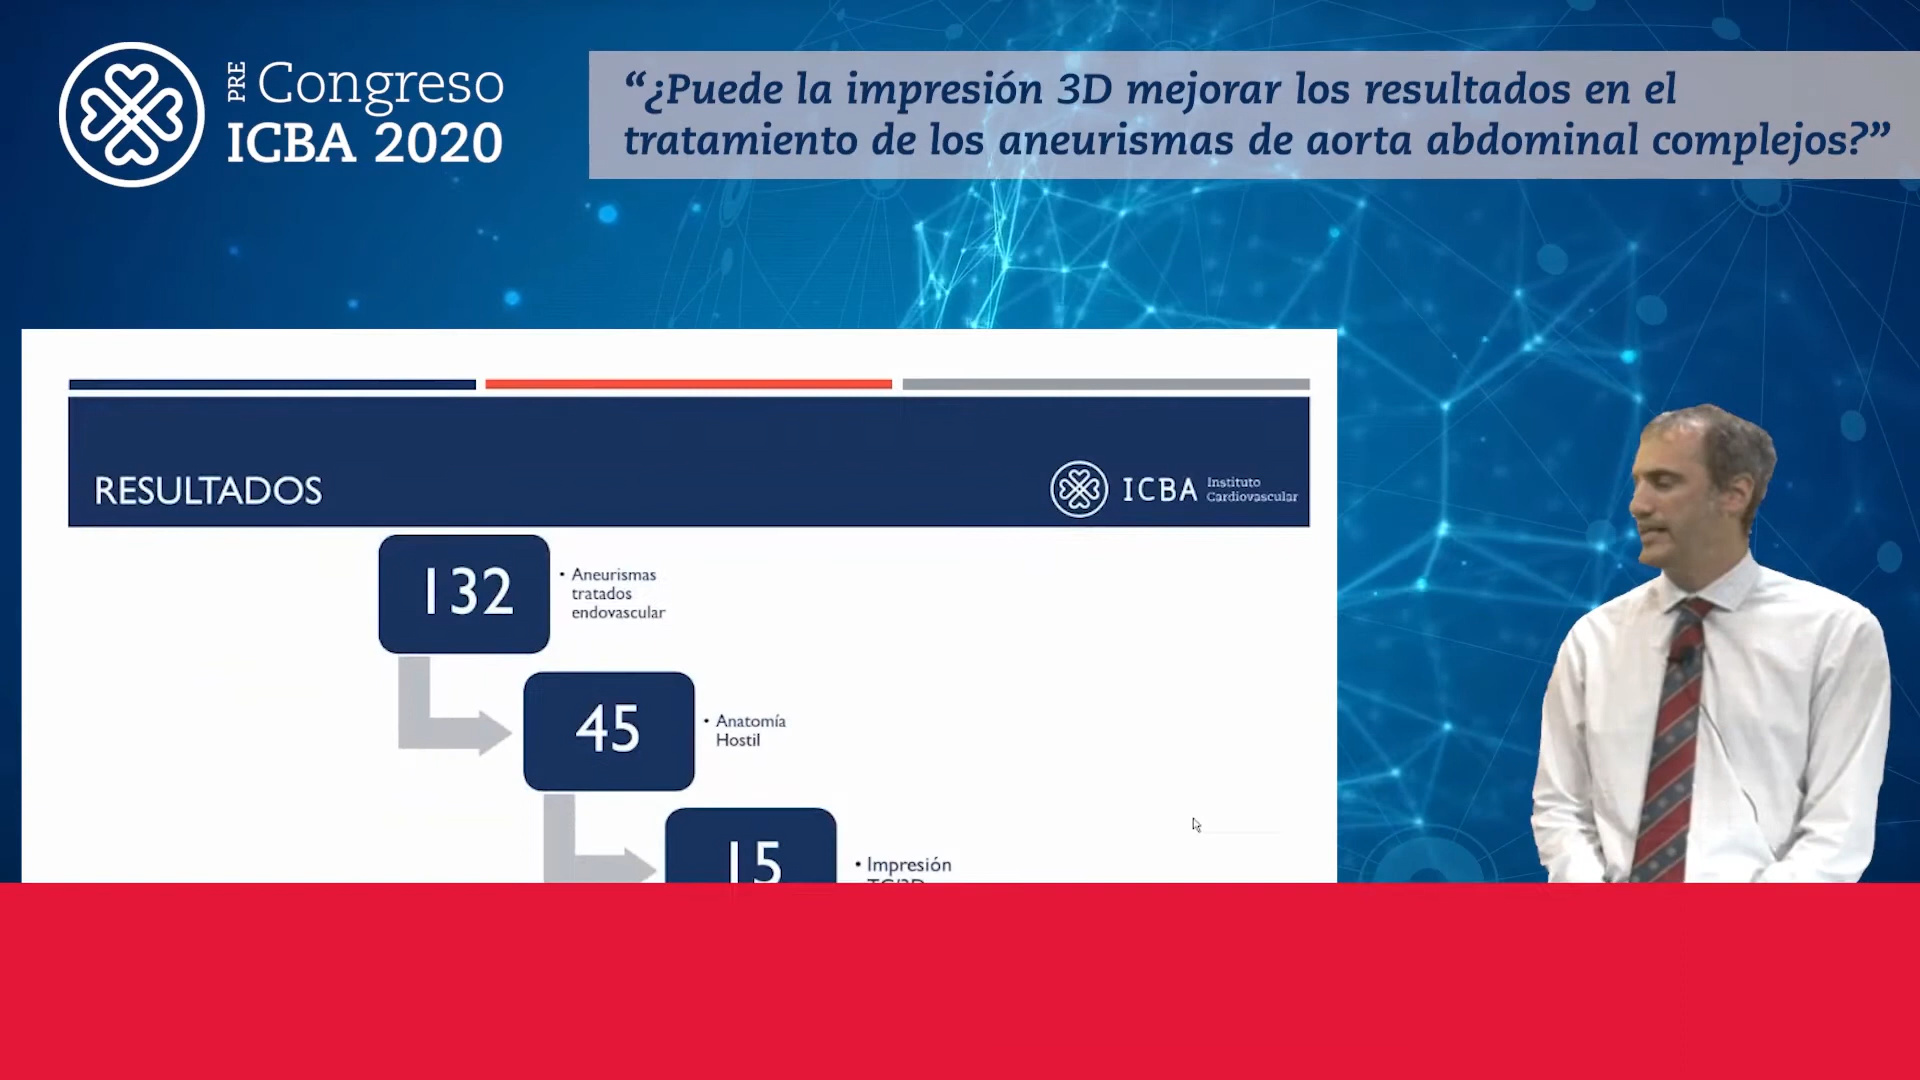 PRE
Congreso
ICBA 2020
“¿Puede la impresión 3D mejorar los resultados en el
tratamiento de los aneurismas de aorta abdominal complejos?”
RESULTADOS
ICBA Instituto
Cardiovascular
132
• Aneurismas
tratados
endovascular
45
• Anatomía
Hostil
15
• Impresión